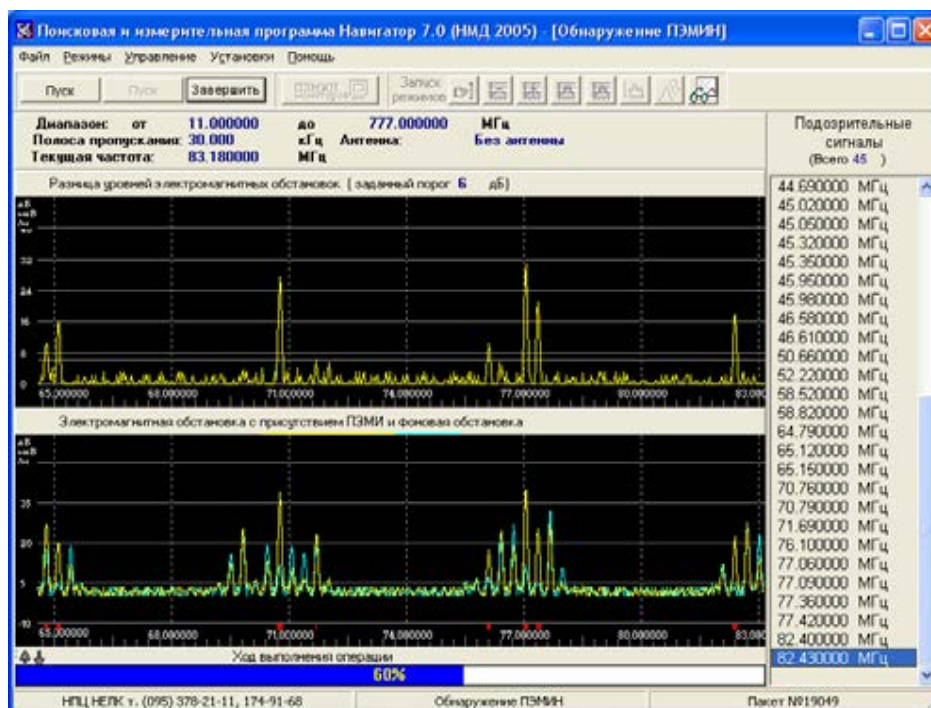 Поисковая и измерительная программа Навигатор 7.0 (НМД 2005) - [Обнаружение ПЭМИН]
Файл Режимы Управление Установки Помощь
Пуск Пуск Завершить Запуск режимов
Диапазон: от 11.000000 до 777.000000 МГц
Полоса пропускания: 30.000 кГц Антенна: Без антенны
Текущая частота: 83.180000 МГц
Подозрительные
сигналы
(Всего 45 )
Разница уровней электромагнитных обстановок ( заданный порог 6 дБ)
32
24
16
8
0
65.000000 68.000000 71.000000 74.000000 77.000000 80.000000 83.0
Электромагнитная обстановка с присутствием ПЭМИ и фоновая обстановка
35
20
5
-10
65.000000 68.000000 71.000000 74.000000 77.000000 80.000000 83.0
44.690000 МГц
45.020000 МГц
45.050000 МГц
45.320000 МГц
45.350000 МГц
45.950000 МГц
45.980000 МГц
46.580000 МГц
46.610000 МГц
50.660000 МГц
52.220000 МГц
58.520000 МГц
58.820000 МГц
64.790000 МГц
65.120000 МГц
65.150000 МГц
70.760000 МГц
70.790000 МГц
71.690000 МГц
76.100000 МГц
77.060000 МГц
77.090000 МГц
77.360000 МГц
77.420000 МГц
82.400000 МГц
82.430000 МГц
Ход выполнения операции
60%
НПЦ НЕЛК т. (095) 378-21-11, 174-91-68 Обнаружение ПЭМИН Пакет №19049